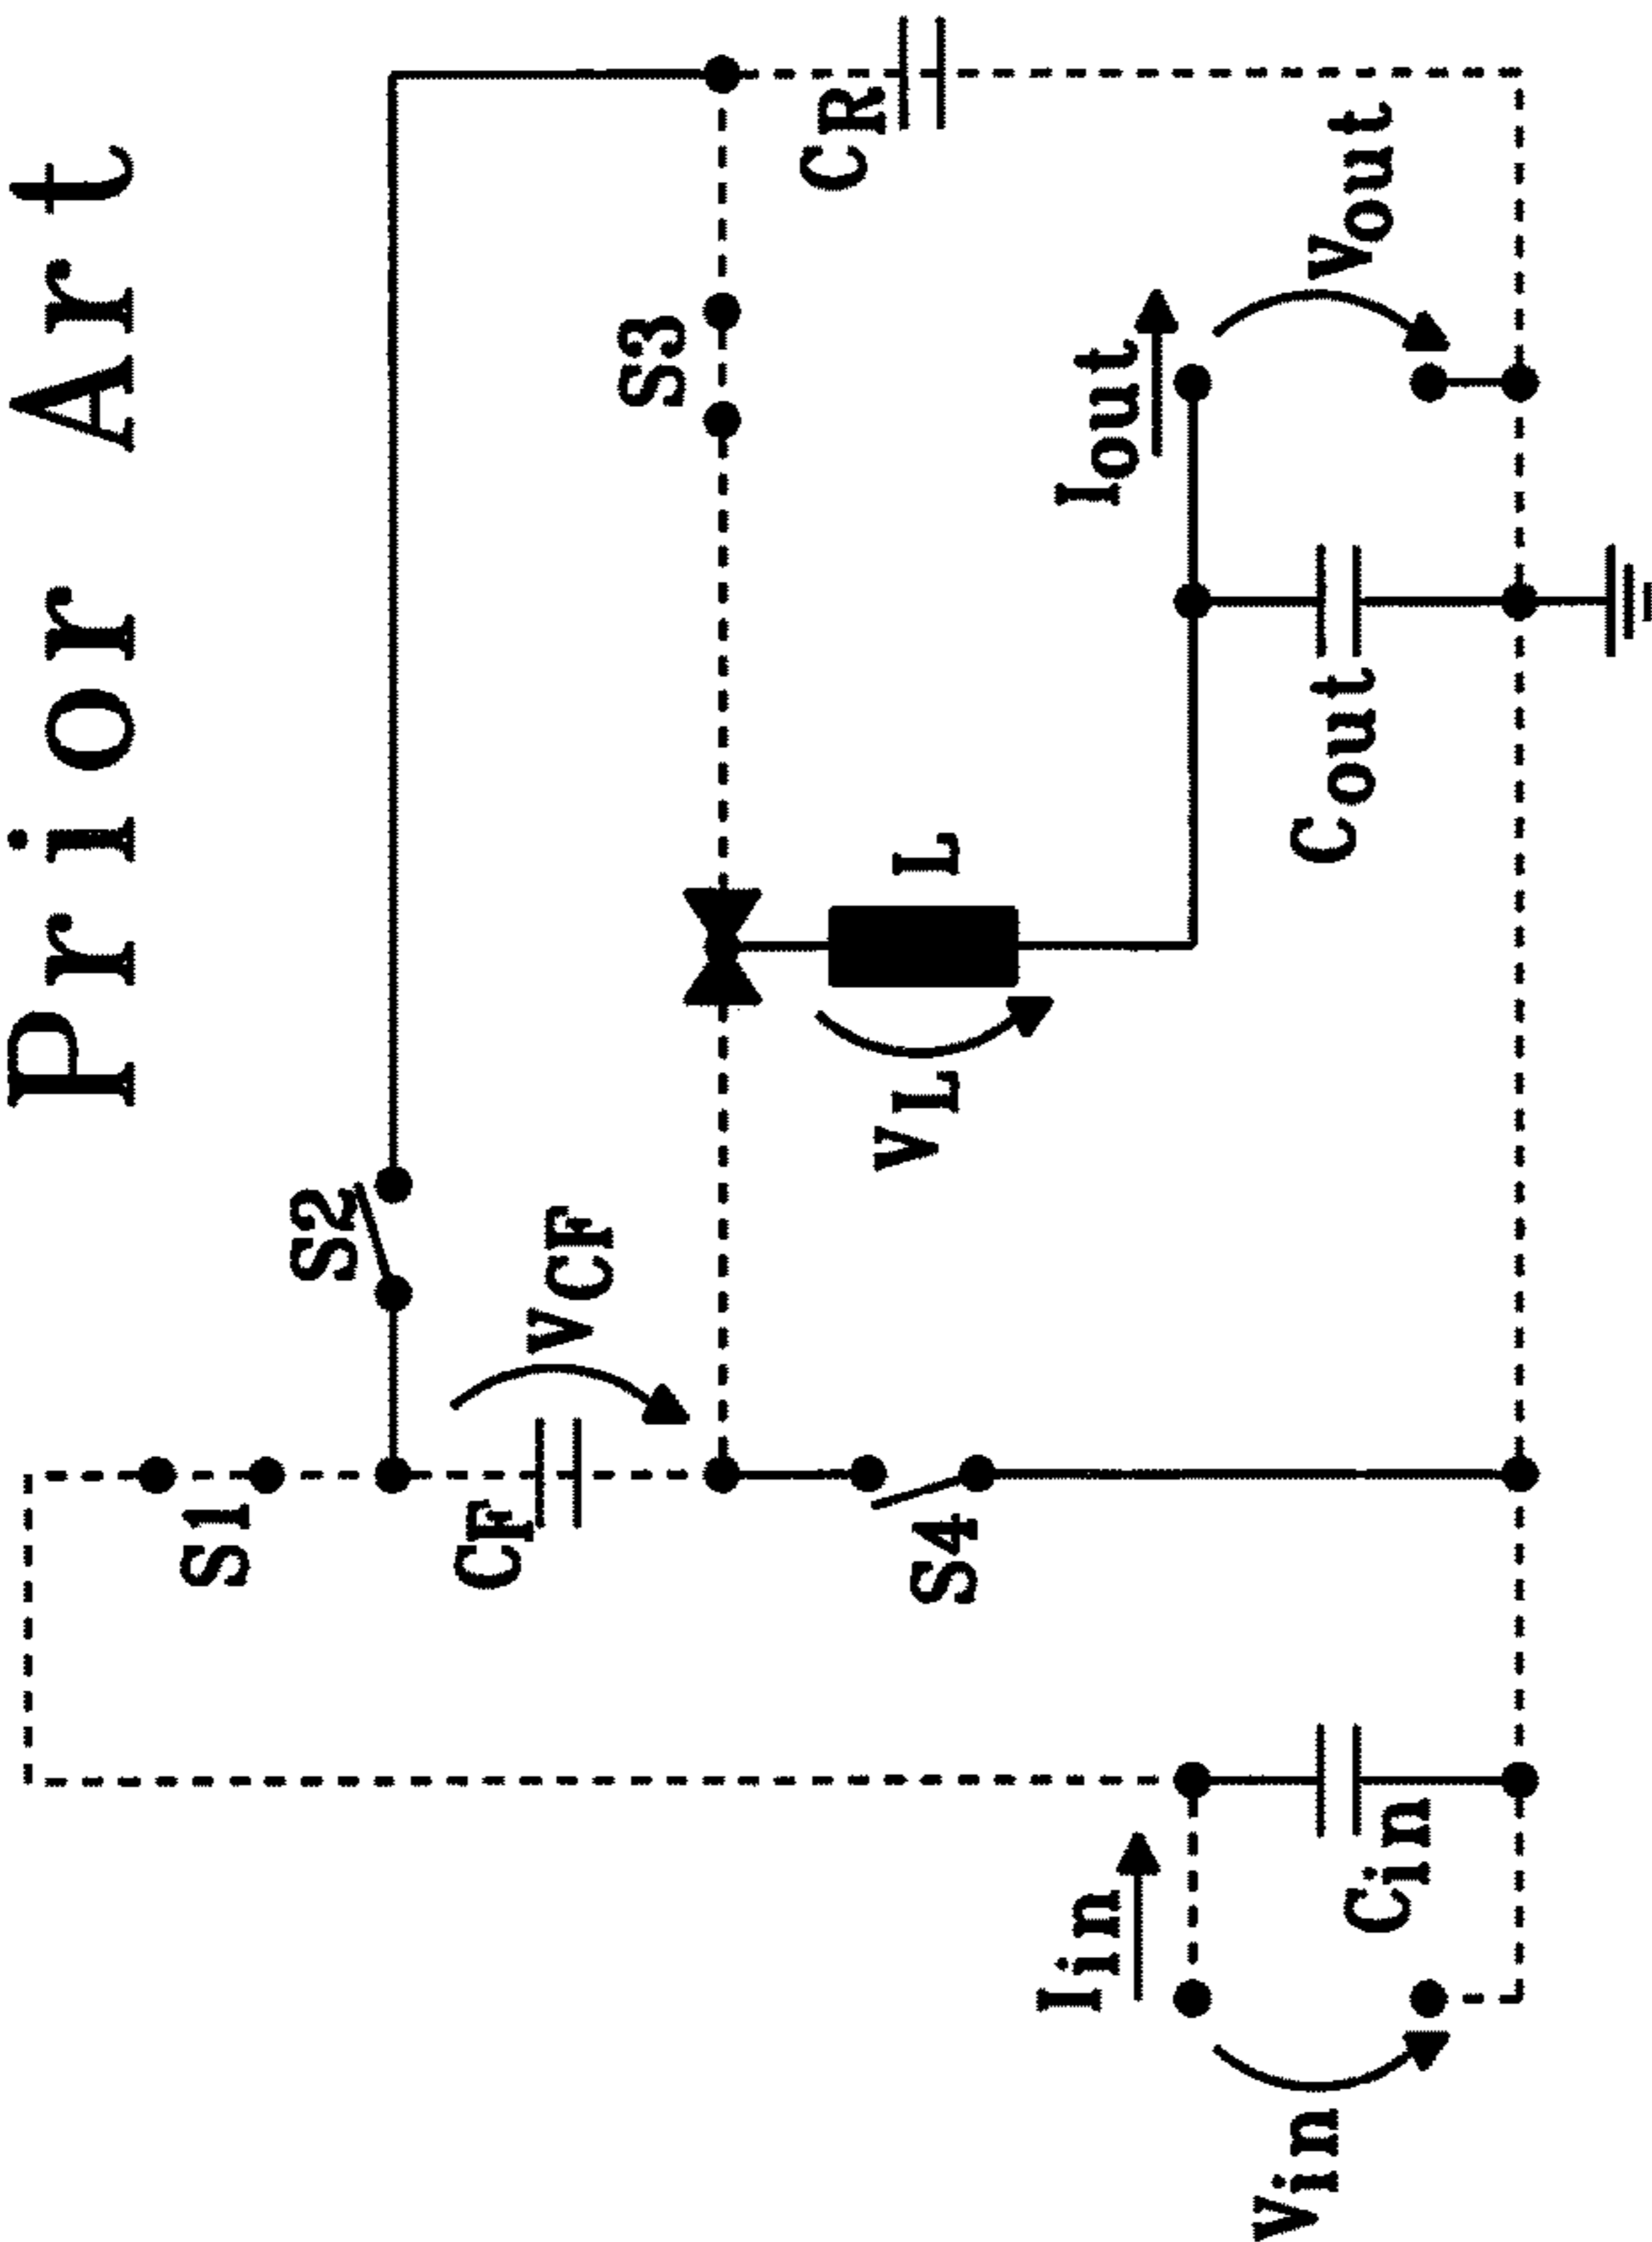 Prior Art
S1
S2
S3
CF
VCF
CR
S4
VL
L
Iin
Iout
Vin
Cin
Cout
Vout